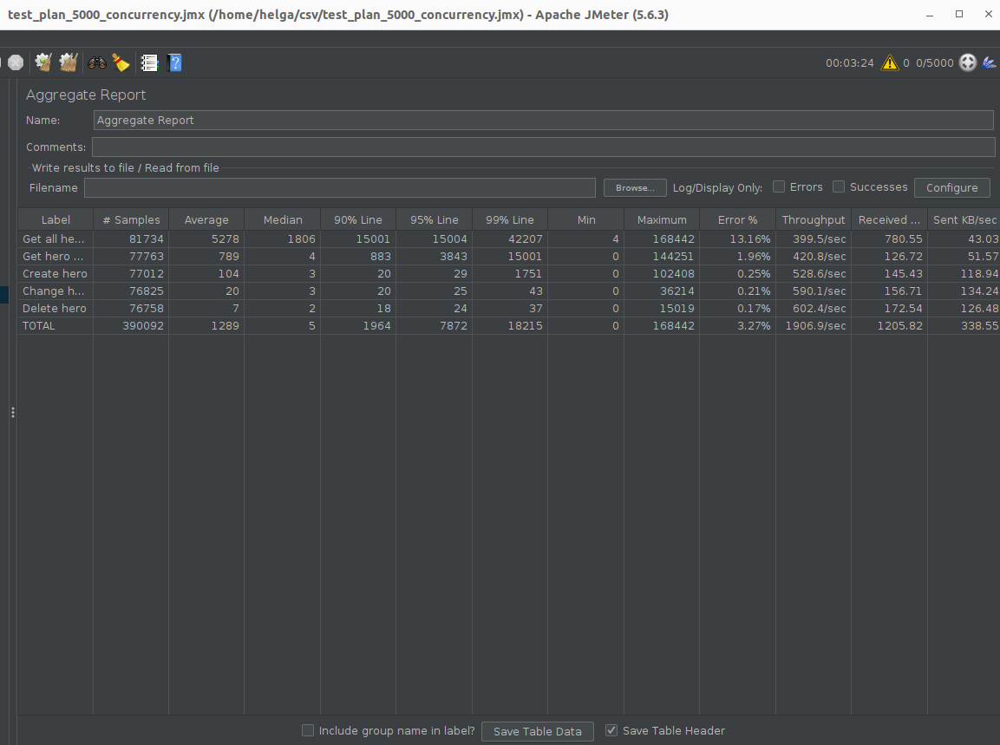 test_plan_5000_concurrency.jmx (/home/helga/csv/test_plan_5000_concurrency.jmx) - Apache JMeter (5.6.3)
00:03:24 0 0/5000
Aggregate Report
Name: Aggregate Report
Comments:
Write results to file / Read from file
Filename Browse... Log/Display Only: Errors Successes Configure
Label # Samples Average Median 90% Line 95% Line 99% Line Min Maximum Error % Throughput Received ... Sent KB/sec
Get all he... 81734 5278 1806 15001 15004 42207 4 168442 13.16% 399.5/sec 780.55 43.03
Get hero ... 77763 789 4 883 3843 15001 0 144251 1.96% 420.8/sec 126.72 51.57
Create hero 77012 104 3 20 29 1751 0 102408 0.25% 528.6/sec 145.43 118.94
Change h... 76825 20 3 20 25 43 0 36214 0.21% 590.1/sec 156.71 134.24
Delete hero 76758 7 2 18 24 37 0 15019 0.17% 602.4/sec 172.54 126.48
TOTAL 390092 1289 5 1964 7872 18215 0 168442 3.27% 1906.9/sec 1205.82 338.55
Include group name in label? Save Table Data Save Table Header